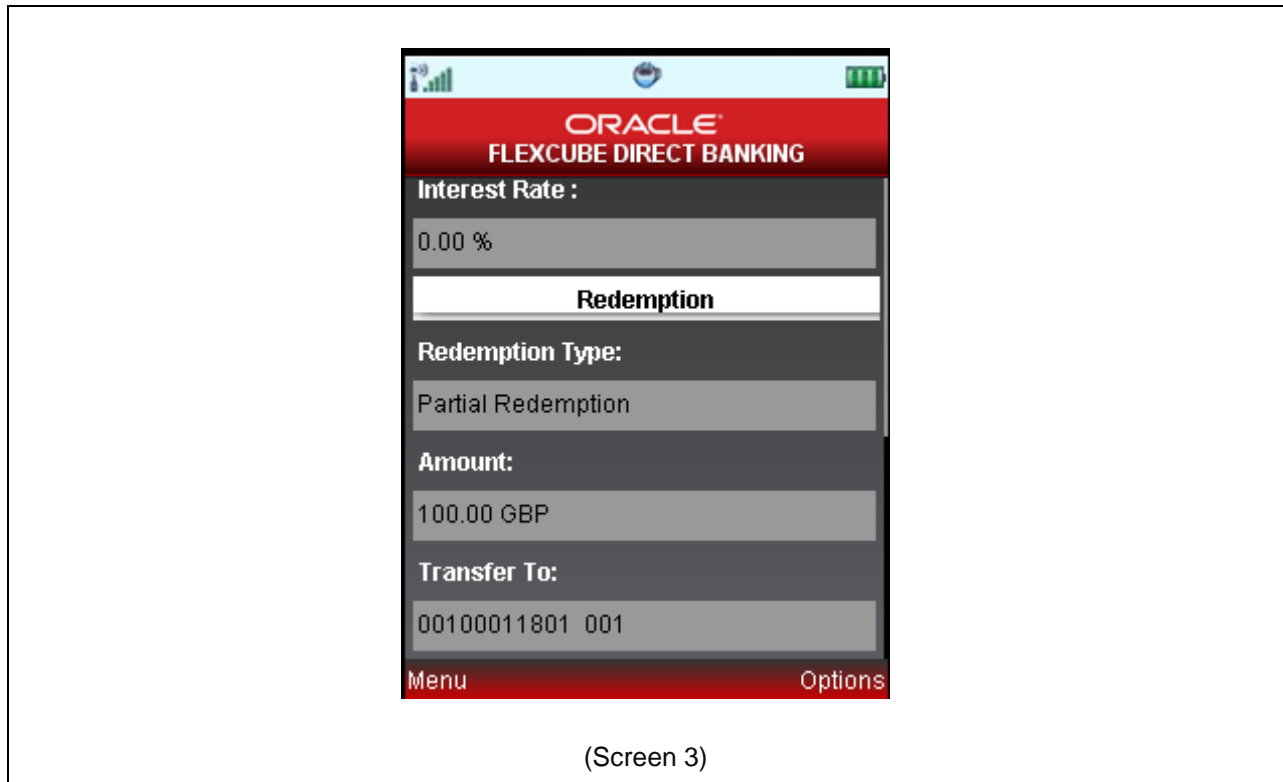 ORACLE
FLEXCUBE DIRECT BANKING
Interest Rate :
0.00 %
Redemption
Redemption Type:
Partial Redemption
Amount:
100.00 GBP
Transfer To:
00100011801 001
Menu Options
(Screen 3)